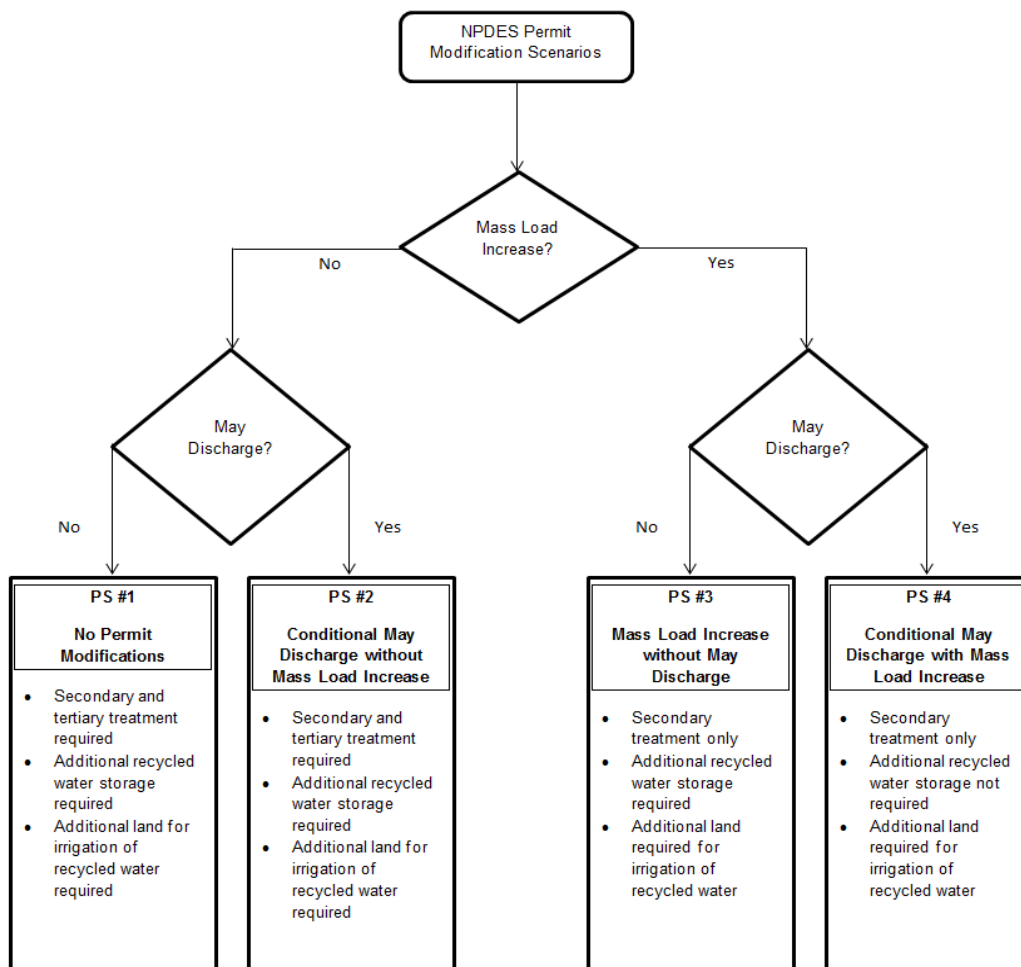 NPDES Permit
Modification Scenarios
Mass Load
Increase?
No
Yes
May
Discharge?
May
Discharge?
No
Yes
No
Yes
PS #1
No Permit
Modifications
• Secondary and
tertiary treatment
required
• Additional recycled
water storage
required
• Additional land for
irrigation of
recycled water
required
PS #2
Conditional May
Discharge without
Mass Load Increase
• Secondary and
tertiary treatment
required
• Additional recycled
water storage
required
• Additional land for
irrigation of
recycled water
required
PS #3
Mass Load Increase
without May
Discharge
• Secondary
treatment only
• Additional recycled
water storage
required
• Additional land
required for
irrigation of
recycled water
PS #4
Conditional May
Discharge with Mass
Load Increase
• Secondary
treatment only
• Additional recycled
water storage not
required
• Additional land
required for
irrigation of
recycled water